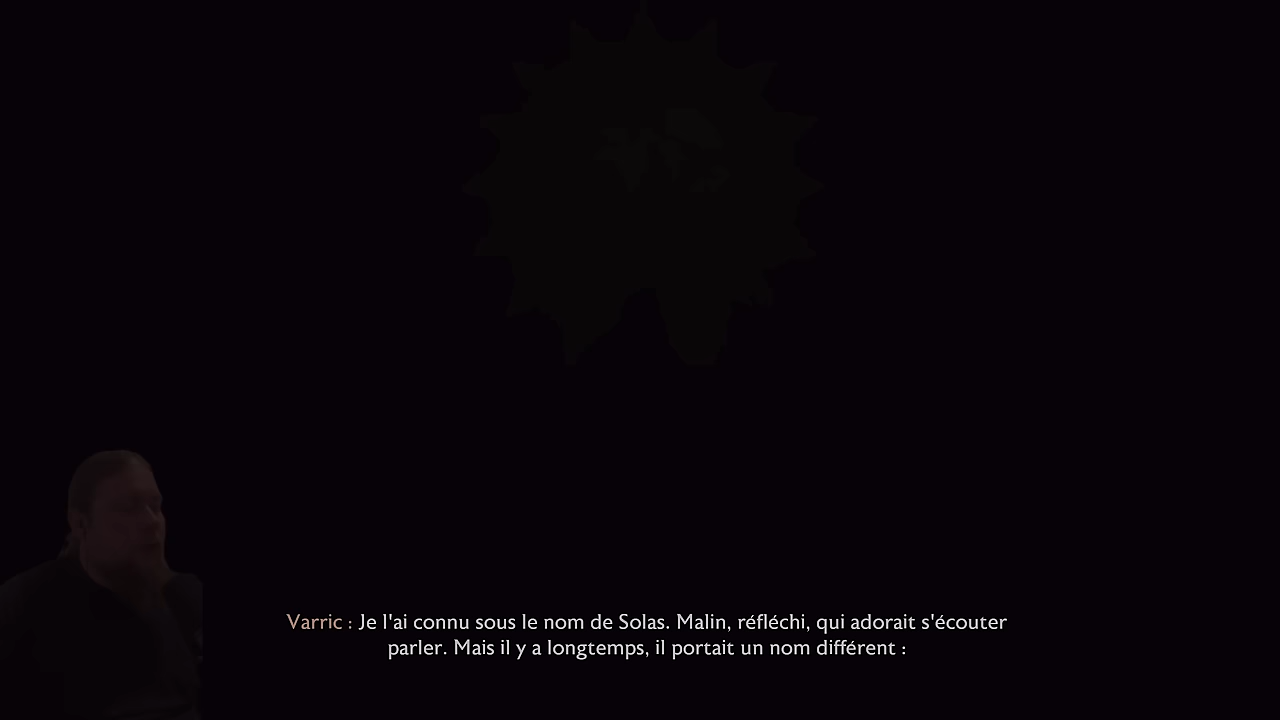 Varric : Je l'ai connu sous le nom de Solas. Malin, réfléchi, qui adorait s'écouter
parler. Mais il y a longtemps, il portait un nom différent :